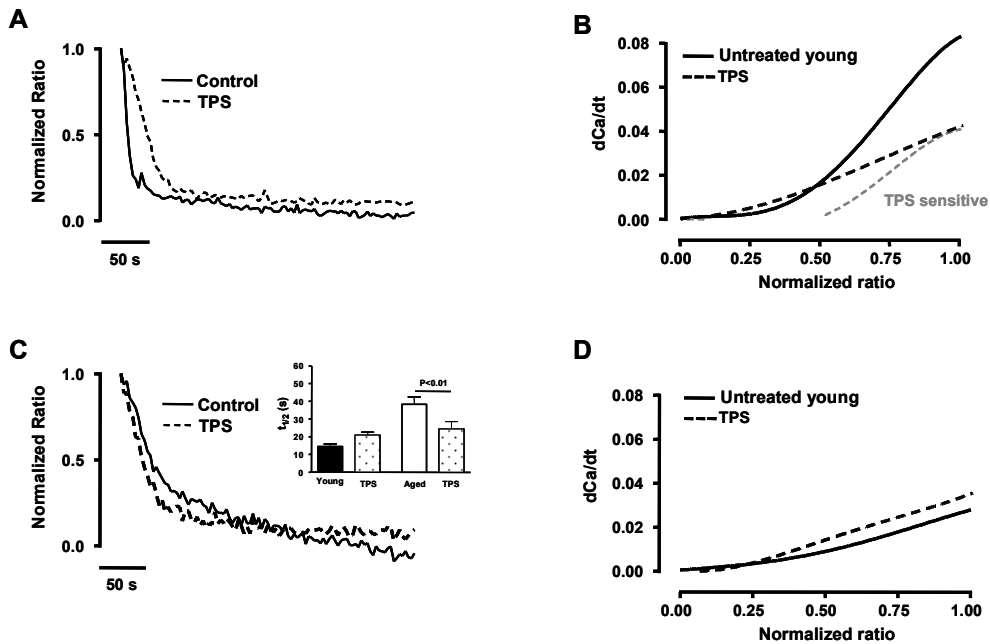 A
Normalized Ratio
1.0
0.5
0.0
Control
TPS
50 s
B
dCa/dt
0.08
0.06
0.04
0.02
0.00
Untreated young
TPS
TPS sensitive
0.00 0.25 0.50 0.75 1.00
Normalized ratio
C
Normalized Ratio
1.0
0.5
0.0
Control
TPS
50 s
t1/2 (s)
60
50
40
30
20
10
0
P<0.01
Young TPS Aged TPS
D
dCa/dt
0.08
0.06
0.04
0.02
0.00
Untreated young
TPS
0.00 0.25 0.50 0.75 1.00
Normalized ratio